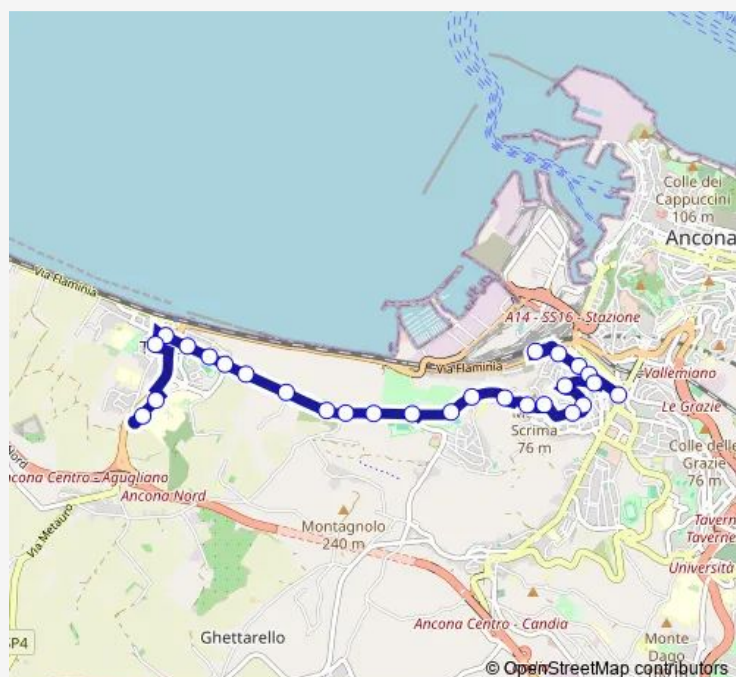 Colle dei
Cappuccini
106 m
Ancona
Via Flaminia
A14 - SS16 - Stazione
Via Flaminia
Vallemiano
Le Grazie
Scrima
76 m
Colle delle
Grazie
76 m
Nord
Ancona Centro - Agugliano
Ancona Nord
Via Metauro
Montagnolo
240 m
Taverne
Università
Ancona Centro - Candia
SP4
Ghettarello
Monte
Dago
© OpenStreetMap contributors